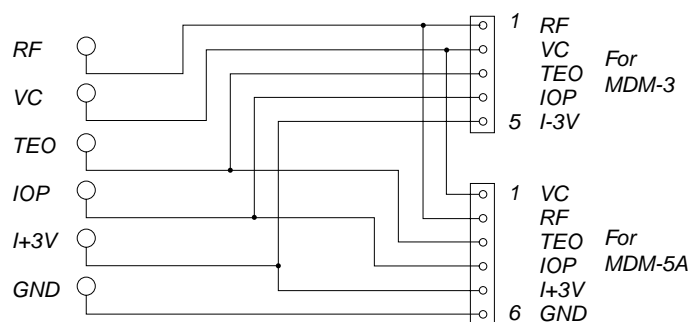 RF
VC
TEO
IOP
I+3V
GND
1 RF
VC
TEO
IOP
5 I-3V
For
MDM-3
1 VC
RF
TEO
IOP
I+3V
6 GND
For
MDM-5A